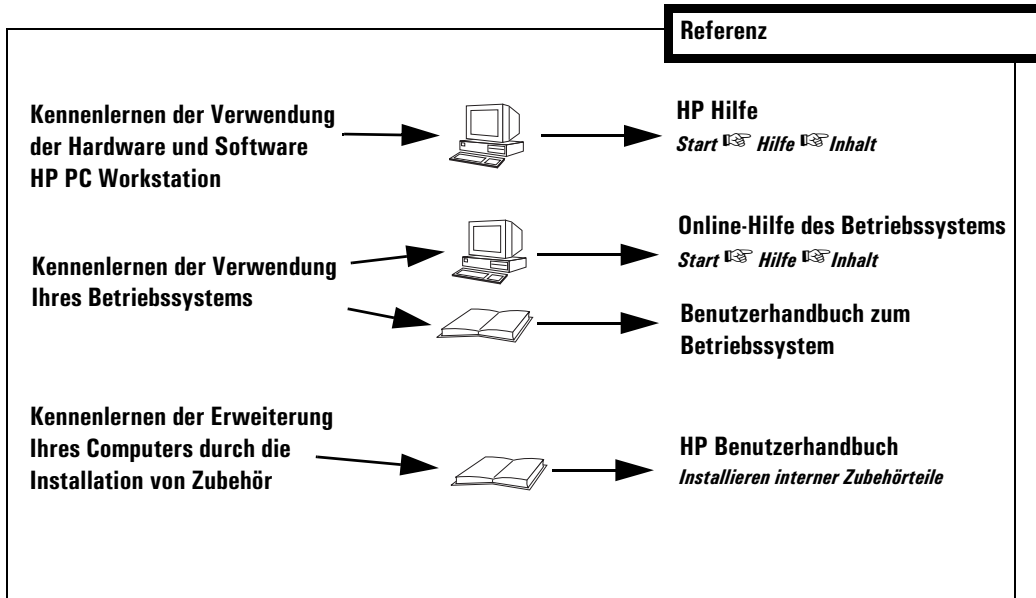 Referenz
Kennenlernen der Verwendung
der Hardware und Software
HP PC Workstation
HP Hilfe
Start ☞ Hilfe ☞ Inhalt
Kennenlernen der Verwendung
Ihres Betriebssystems
Online-Hilfe des Betriebssystems
Start ☞ Hilfe ☞ Inhalt
Benutzerhandbuch zum
Betriebssystem
Kennenlernen der Erweiterung
Ihres Computers durch die
Installation von Zubehör
HP Benutzerhandbuch
Installieren interner Zubehörteile